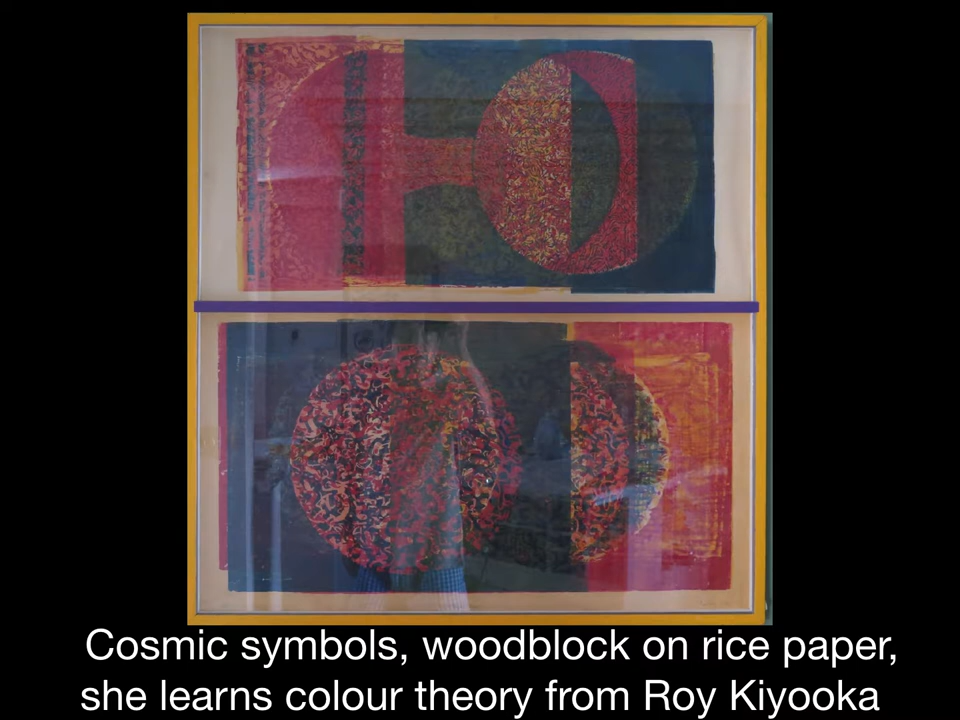 Cosmic symbols, woodblock on rice paper,
she learns colour theory from Roy Kiyooka